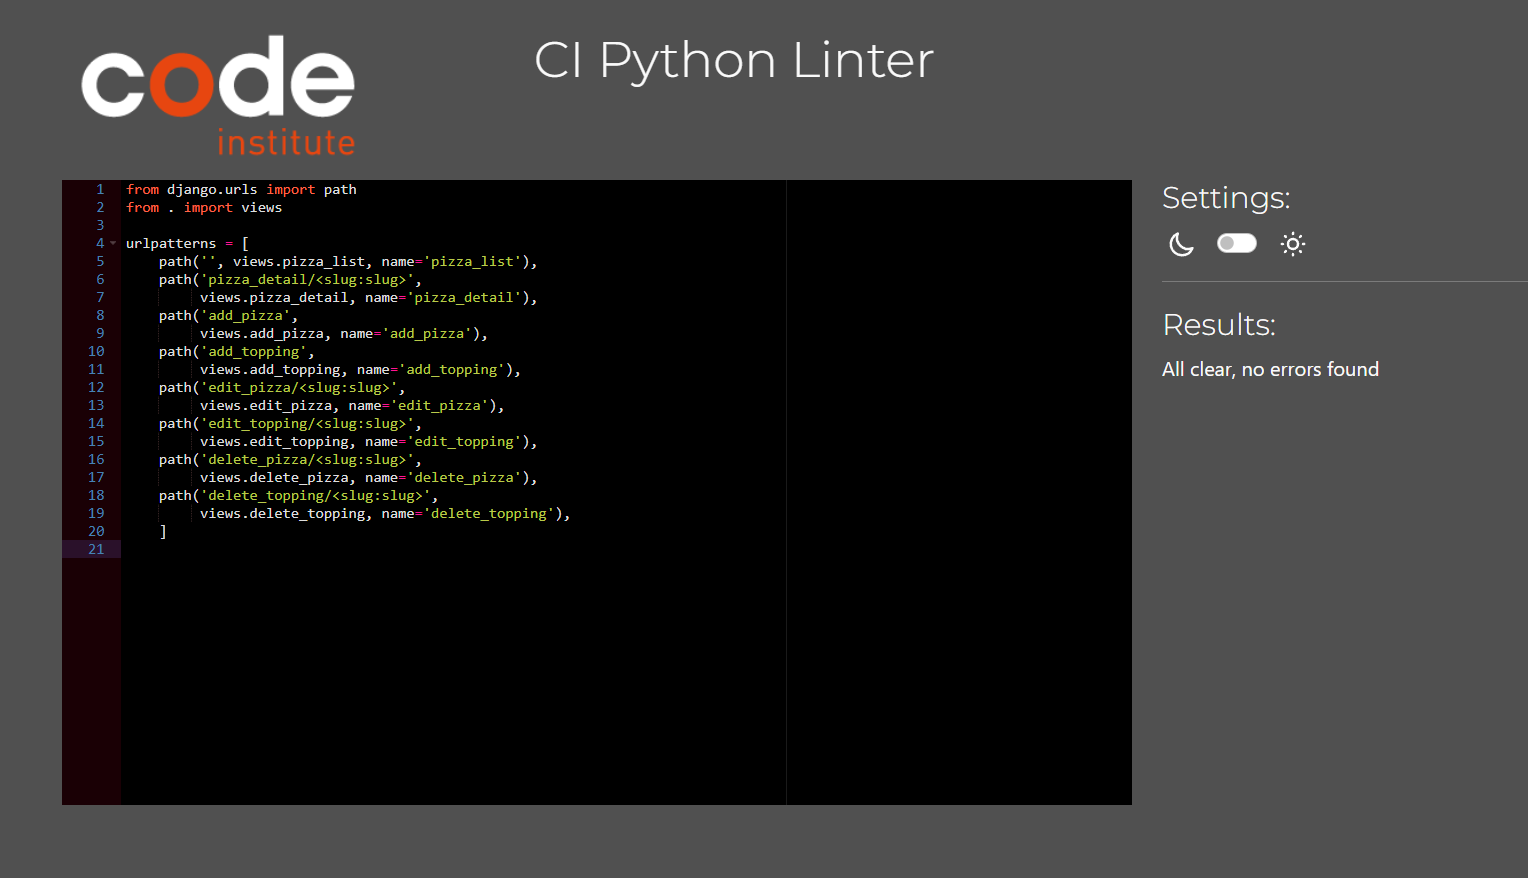 code
institute
CI Python Linter
1 from django.urls import path
2 from . import views
3
4 urlpatterns = [
5     path('', views.pizza_list, name='pizza_list'),
6     path('pizza_detail/<slug:slug>',
7          views.pizza_detail, name='pizza_detail'),
8     path('add_pizza',
9          views.add_pizza, name='add_pizza'),
10     path('add_topping',
11          views.add_topping, name='add_topping'),
12     path('edit_pizza/<slug:slug>',
13          views.edit_pizza, name='edit_pizza'),
14     path('edit_topping/<slug:slug>',
15          views.edit_topping, name='edit_topping'),
16     path('delete_pizza/<slug:slug>',
17          views.delete_pizza, name='delete_pizza'),
18     path('delete_topping/<slug:slug>',
19          views.delete_topping, name='delete_topping'),
20     ]
21
Settings:
Results:
All clear, no errors found